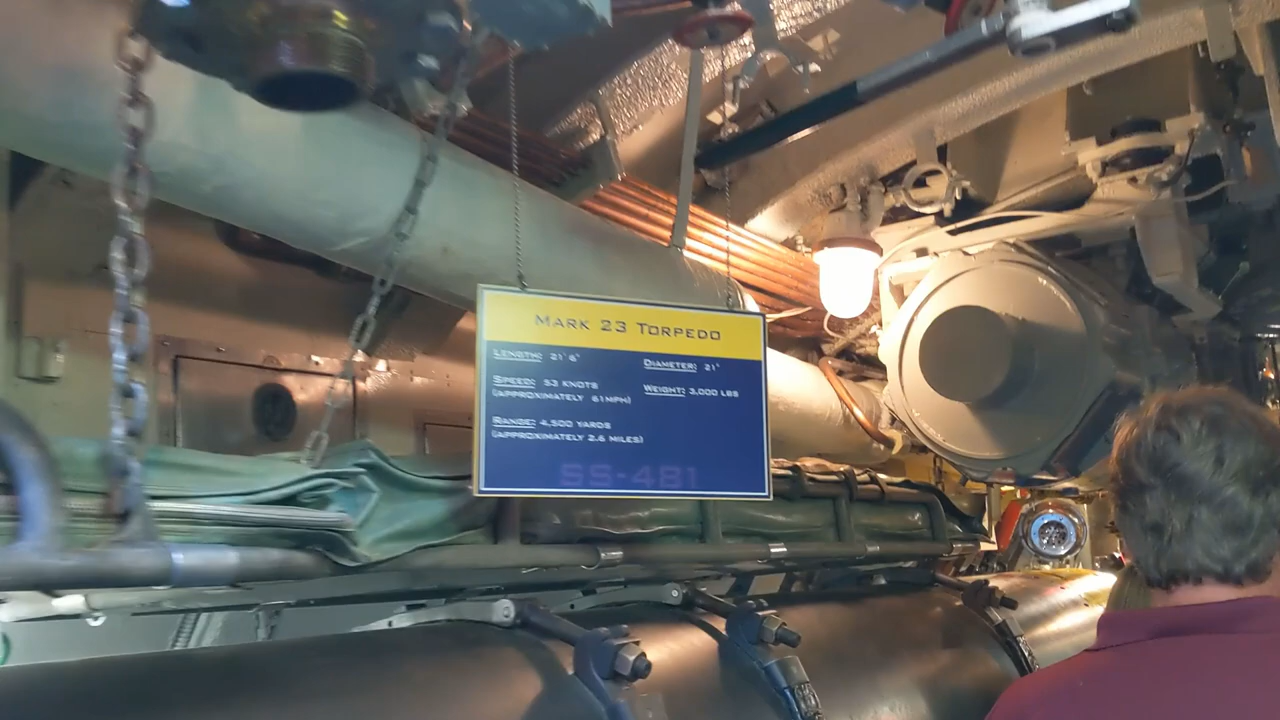 MARK 23 TORPEDO
LENGTH: 21' 6"
DIAMETER: 21"
SPEED: 53 KNOTS
(APPROXIMATELY 61MPH)
WEIGHT: 3,000 LBS
RANGE: 4,500 YARDS
(APPROXIMATELY 2.6 MILES)
SS-481